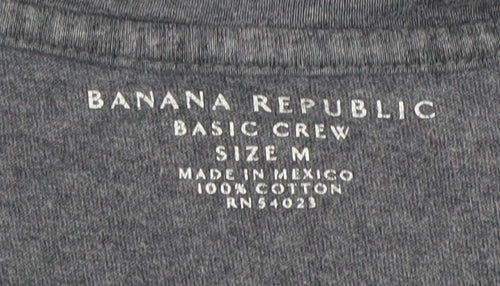 BANANA REPUBLIC
BASIC CREW
SIZE M
MADE IN MEXICO
100% COTTON
RN54023